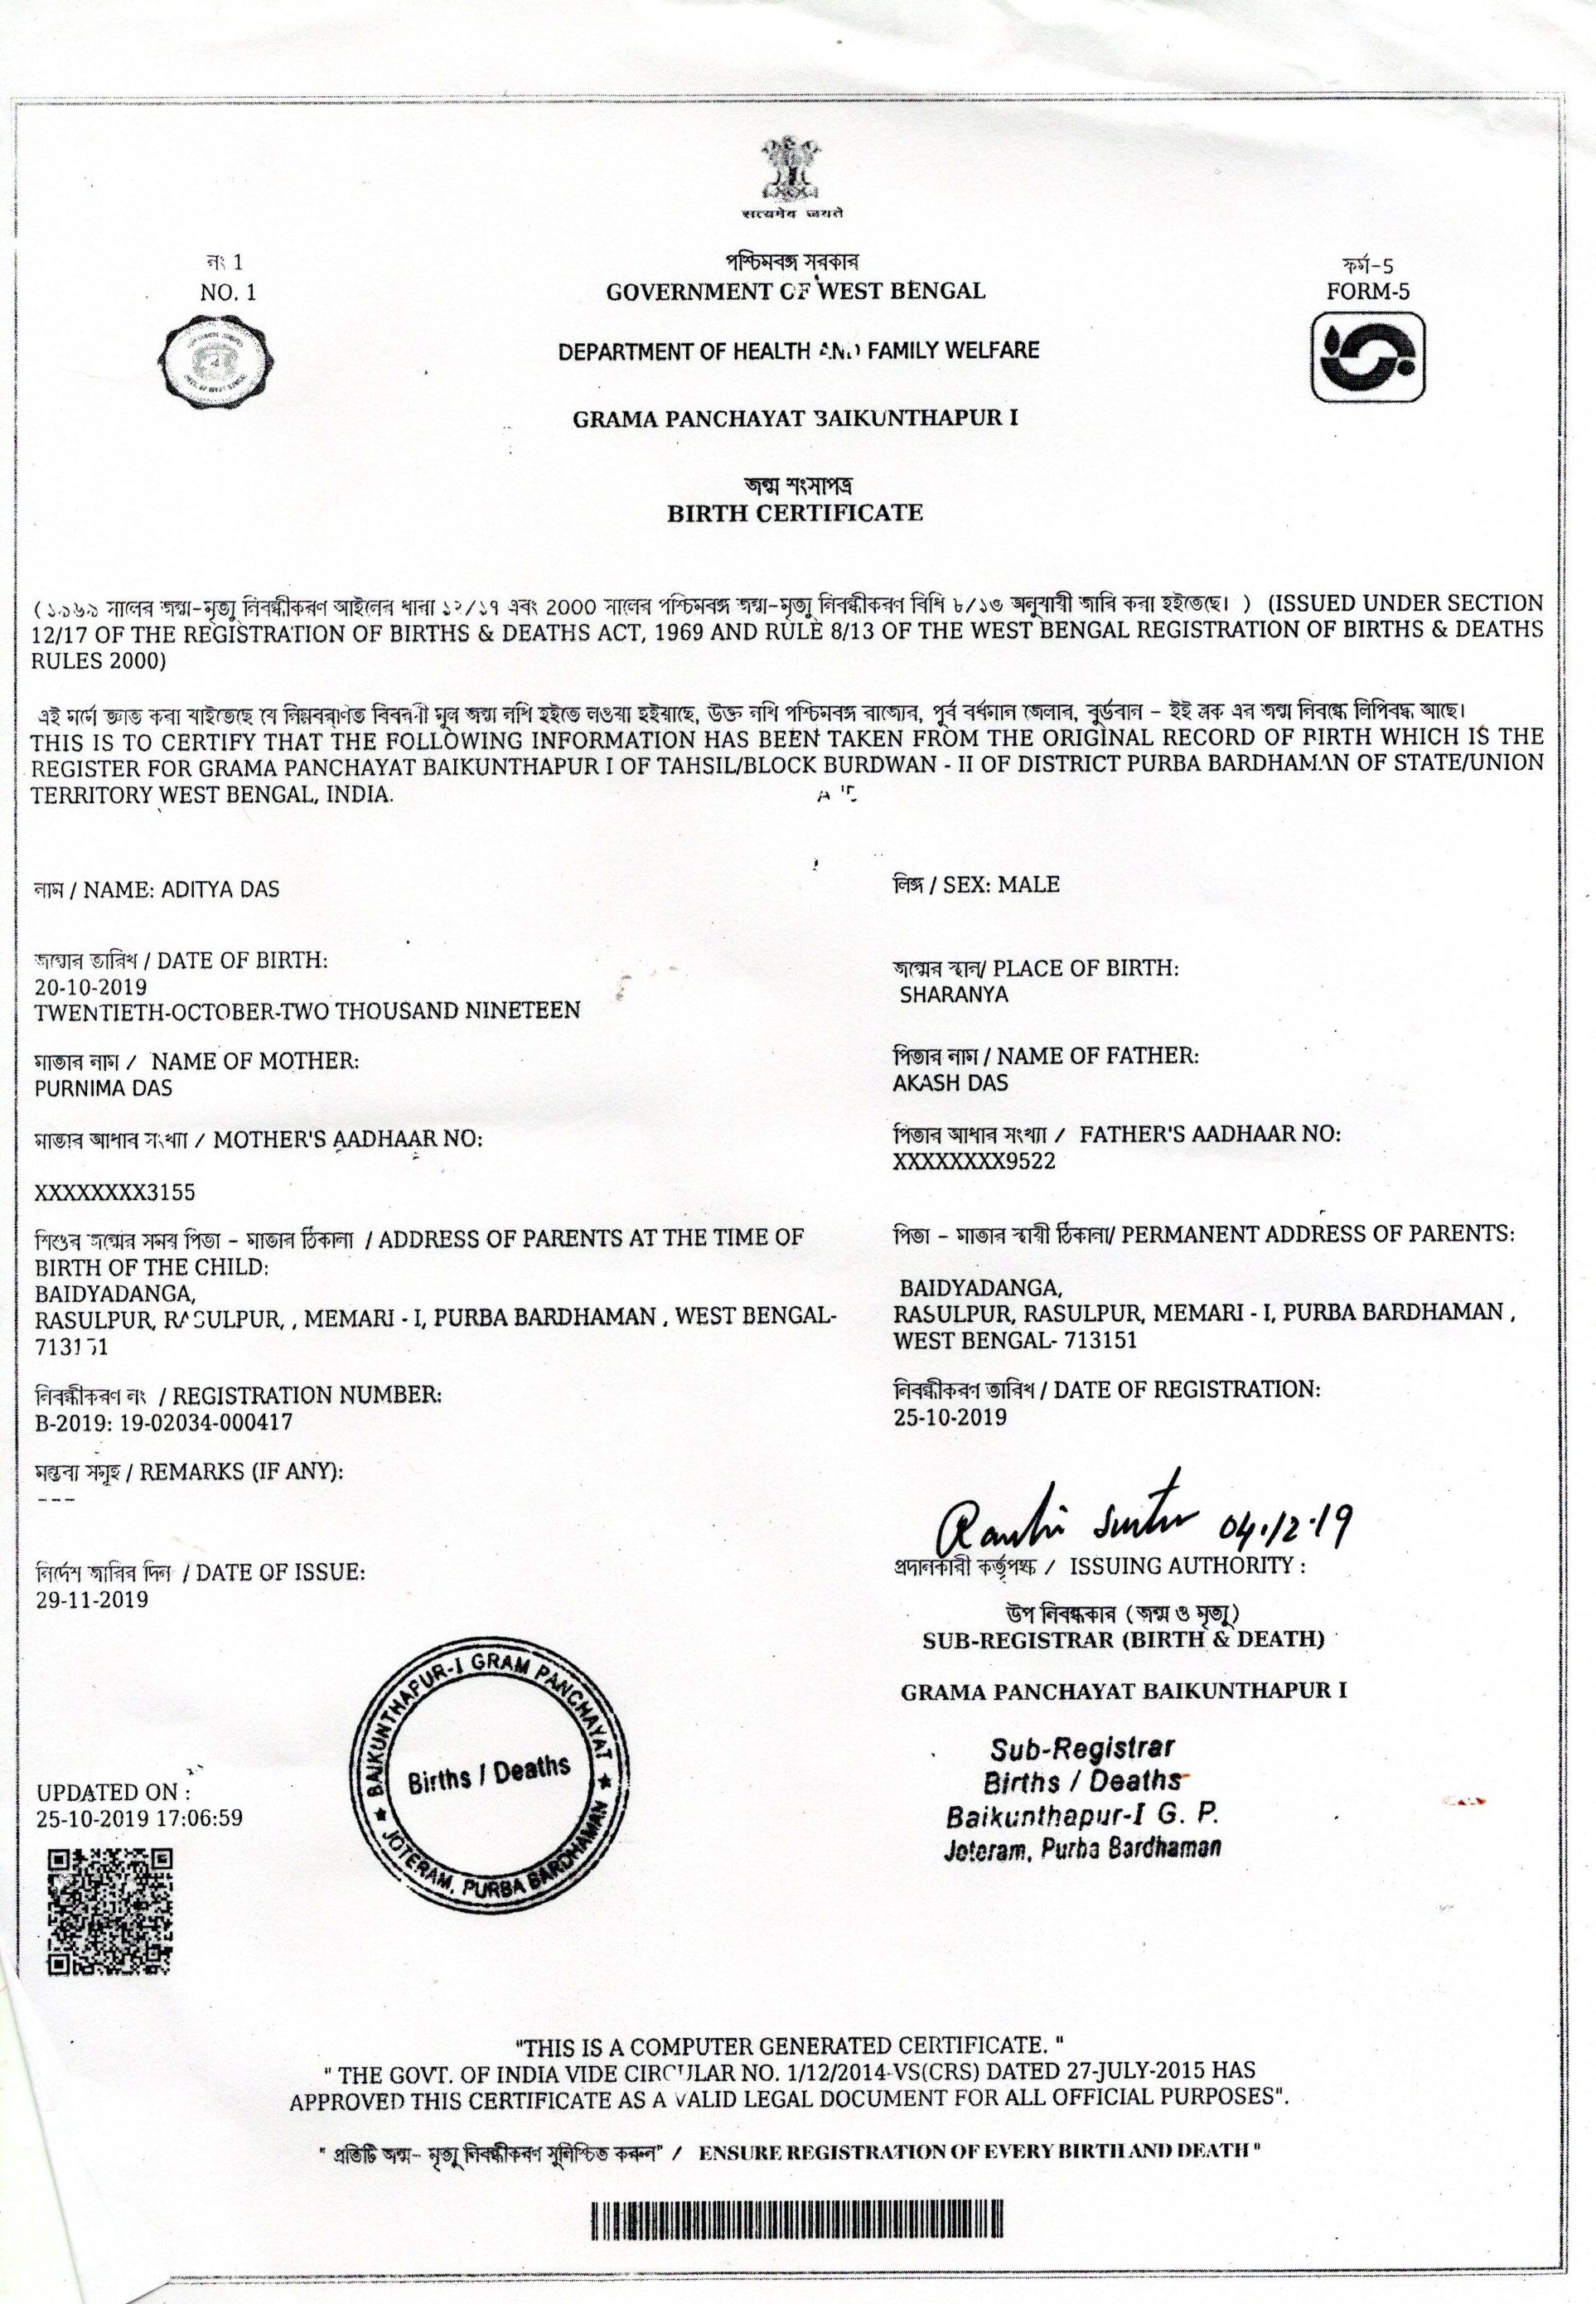 सत्यमेव जयते
নং 1
NO. 1
পশ্চিমবঙ্গ সরকার
GOVERNMENT OF WEST BENGAL
ফর্ম-5
FORM-5
DEPARTMENT OF HEALTH AND FAMILY WELFARE
GRAMA PANCHAYAT BAIKUNTHAPUR I
জন্ম শংসাপত্র
BIRTH CERTIFICATE
(১৯৬৯ সালের জন্ম-মৃত্যু নিবন্ধীকরণ আইনের ধারা ১২/১৭ এবং 2000 সালের পশ্চিমবঙ্গ জন্ম-মৃত্যু নিবন্ধীকরণ বিধি ৮/১৩ অনুযায়ী জারি করা হইতেছে। ) (ISSUED UNDER SECTION
12/17 OF THE REGISTRATION OF BIRTHS & DEATHS ACT, 1969 AND RULE 8/13 OF THE WEST BENGAL REGISTRATION OF BIRTHS & DEATHS
RULES 2000)
এই মর্মে জ্ঞাত করা যাইতেছে যে নিম্নবর্ণিত বিবরণী মূল জন্ম নথি হইতে লওয়া হইয়াছে, উক্ত নথি পশ্চিমবঙ্গ রাজ্যের, পূর্ব বর্ধমান জেলার, বুর্ডবান - ইই ব্লক এর জন্ম নিবন্ধে লিপিবদ্ধ আছে।
THIS IS TO CERTIFY THAT THE FOLLOWING INFORMATION HAS BEEN TAKEN FROM THE ORIGINAL RECORD OF BIRTH WHICH IS THE
REGISTER FOR GRAMA PANCHAYAT BAIKUNTHAPUR I OF TAHSIL/BLOCK BURDWAN - II OF DISTRICT PURBA BARDHAMAN OF STATE/UNION
TERRITORY WEST BENGAL, INDIA.
নাম / NAME: ADITYA DAS
লিঙ্গ / SEX: MALE
জন্মের তারিখ / DATE OF BIRTH:
20-10-2019
TWENTIETH-OCTOBER-TWO THOUSAND NINETEEN
জন্মের স্থান/ PLACE OF BIRTH:
SHARANYA
মাতার নাম / NAME OF MOTHER:
PURNIMA DAS
পিতার নাম / NAME OF FATHER:
AKASH DAS
মাতার আধার সংখ্যা / MOTHER'S AADHAAR NO:
XXXXXXXX3155
পিতার আধার সংখ্যা / FATHER'S AADHAAR NO:
XXXXXXXX9522
শিশুর জন্মের সময় পিতা - মাতার ঠিকানা / ADDRESS OF PARENTS AT THE TIME OF
BIRTH OF THE CHILD:
BAIDYADANGA,
RASULPUR, RASULPUR, , MEMARI - I, PURBA BARDHAMAN , WEST BENGAL-
713151
পিতা - মাতার স্থায়ী ঠিকানা/ PERMANENT ADDRESS OF PARENTS:
BAIDYADANGA,
RASULPUR, RASULPUR, MEMARI - I, PURBA BARDHAMAN ,
WEST BENGAL- 713151
নিবন্ধীকরণ নং / REGISTRATION NUMBER:
B-2019: 19-02034-000417
নিবন্ধীকরণ তারিখ / DATE OF REGISTRATION:
25-10-2019
মন্তব্য সমূহ / REMARKS (IF ANY):
---
নির্দেশ জারির দিন / DATE OF ISSUE:
29-11-2019
04.12.19
প্রদানকারী কর্তৃপক্ষ / ISSUING AUTHORITY :
উপ নিবন্ধকার (জন্ম ও মৃত্যু)
SUB-REGISTRAR (BIRTH & DEATH)
GRAMA PANCHAYAT BAIKUNTHAPUR I
Sub-Registrar
Births / Deaths
Baikunthapur-I G. P.
Joteram, Purba Bardhaman
BAIKUNTHAPUR-I GRAM PANCHAYAT
Births / Deaths
★ JOTERAM, PURBA BARDHAMAN ★
UPDATED ON :
25-10-2019 17:06:59
"THIS IS A COMPUTER GENERATED CERTIFICATE. "
" THE GOVT. OF INDIA VIDE CIRCULAR NO. 1/12/2014-VS(CRS) DATED 27-JULY-2015 HAS
APPROVED THIS CERTIFICATE AS A VALID LEGAL DOCUMENT FOR ALL OFFICIAL PURPOSES".
" প্রতিটি জন্ম- মৃত্যু নিবন্ধীকরণ সুনিশ্চিত করুন" / ENSURE REGISTRATION OF EVERY BIRTH AND DEATH "